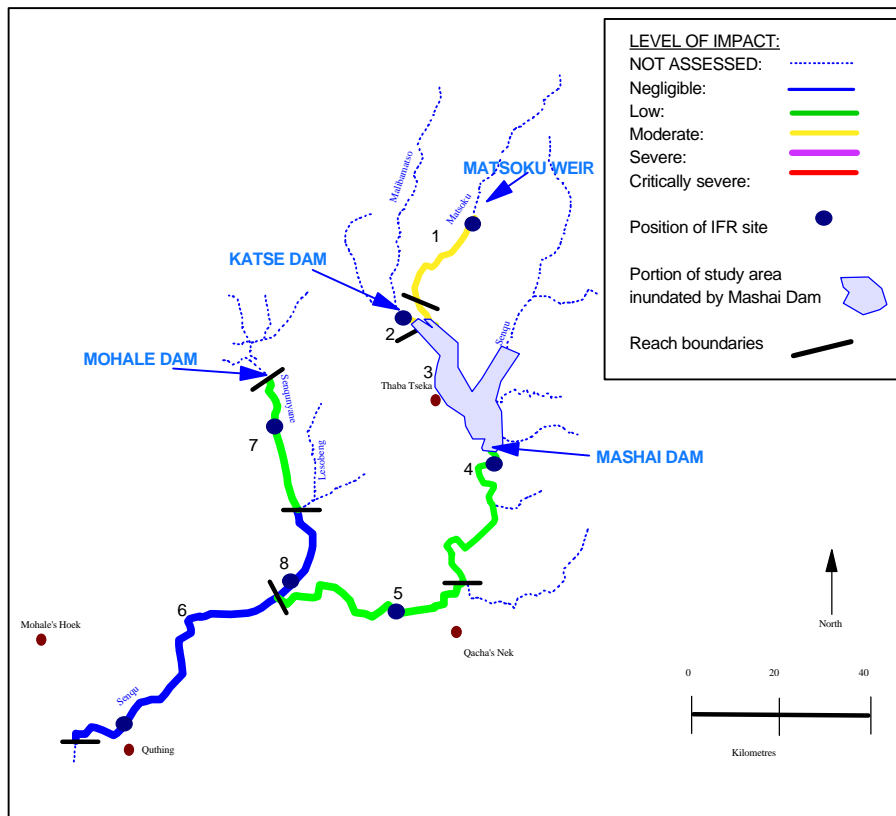 LEVEL OF IMPACT:
NOT ASSESSED:
Negligible:
Low:
Moderate:
Severe:
Critically severe:
Position of IFR site
Portion of study area
inundated by Mashai Dam
Reach boundaries
Malibamatso
MATSOKU WEIR
Matsoku
1
KATSE DAM
2
Senqu
MOHALE DAM
3
Thaba Tseka
Senqunyane
7
Lesobeng
MASHAI DAM
4
8
5
6
Mohale's Hoek
Qacha's Nek
North
Senqu
Quthing
0
20
40
Kilometres